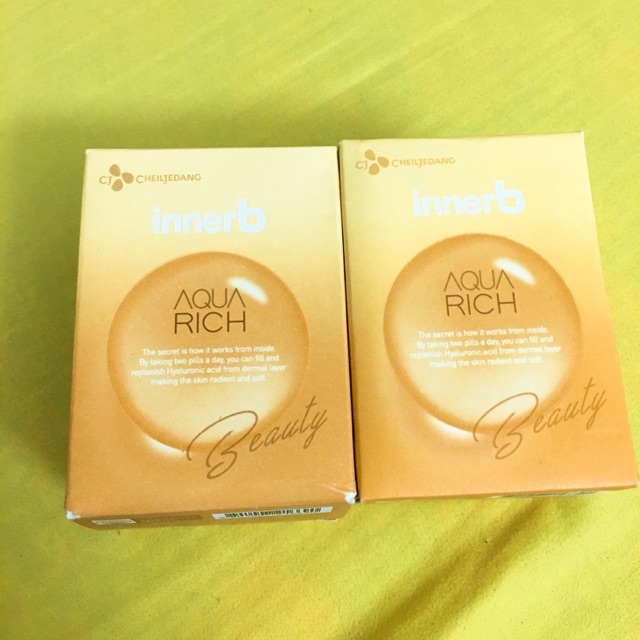 CJ CHEILJEDANG
innerb
AQUA
RICH
The secret is how it works from inside.
By taking two pills a day, you can fill and
replenish Hyaluronic acid from dermal layer
making the skin radiant and soft.
Beauty
CJ CHEILJEDANG
innerb
AQUA
RICH
The secret is how it works from inside.
By taking two pills a day, you can fill and
replenish Hyaluronic acid from dermal layer
making the skin radiant and soft.
Beauty